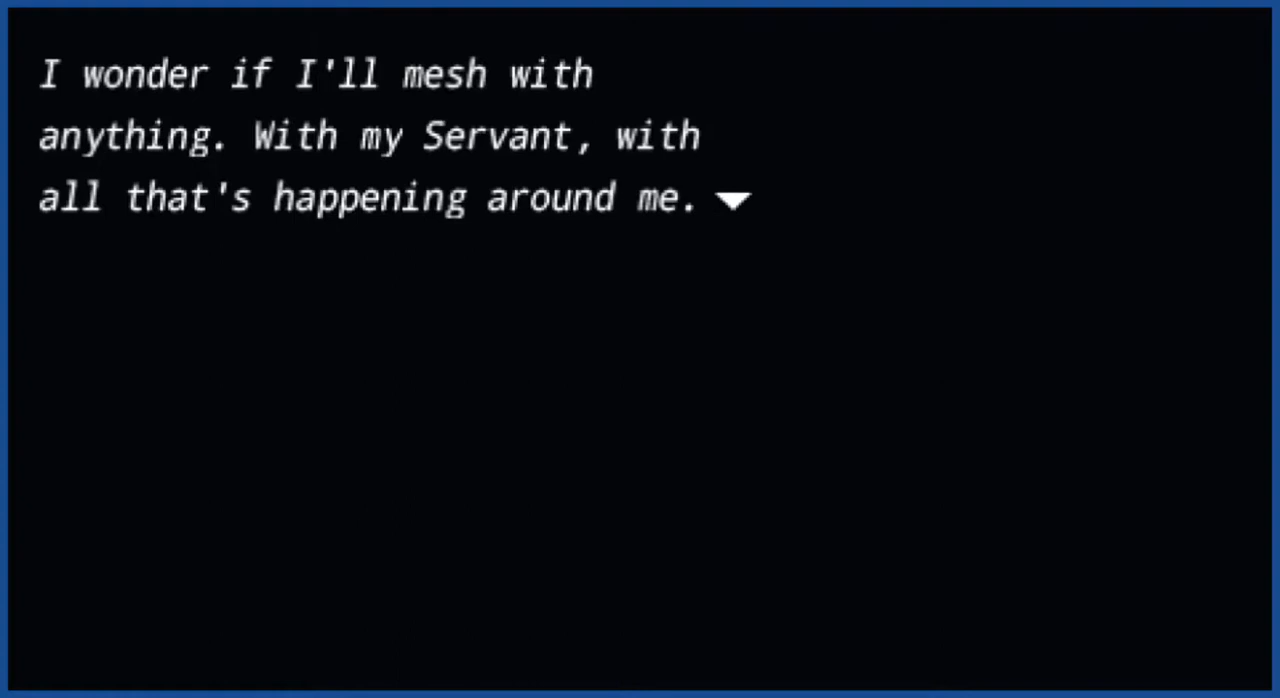 I wonder if I'll mesh with
anything. With my Servant, with
all that's happening around me.